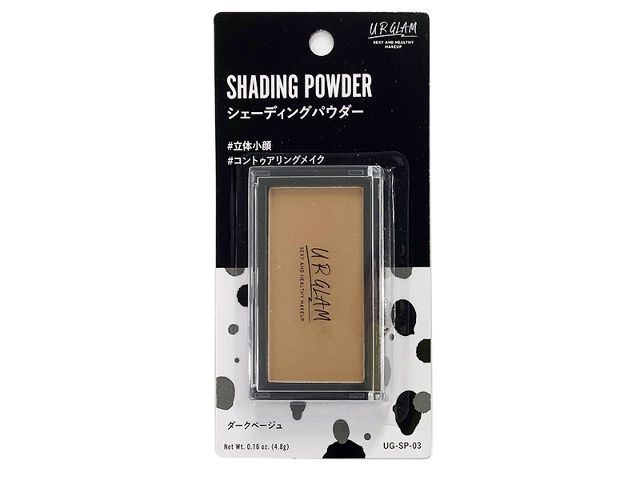 URGLAM
SEXY AND HEALTHY
MAKEUP
SHADING POWDER
シェーディングパウダー
#立体小顔
#コントゥアリングメイク
URGLAM
SEXY AND HEALTHY MAKEUP
ダークベージュ
Net Wt. 0.16 oz. (4.8g)
UG-SP-03